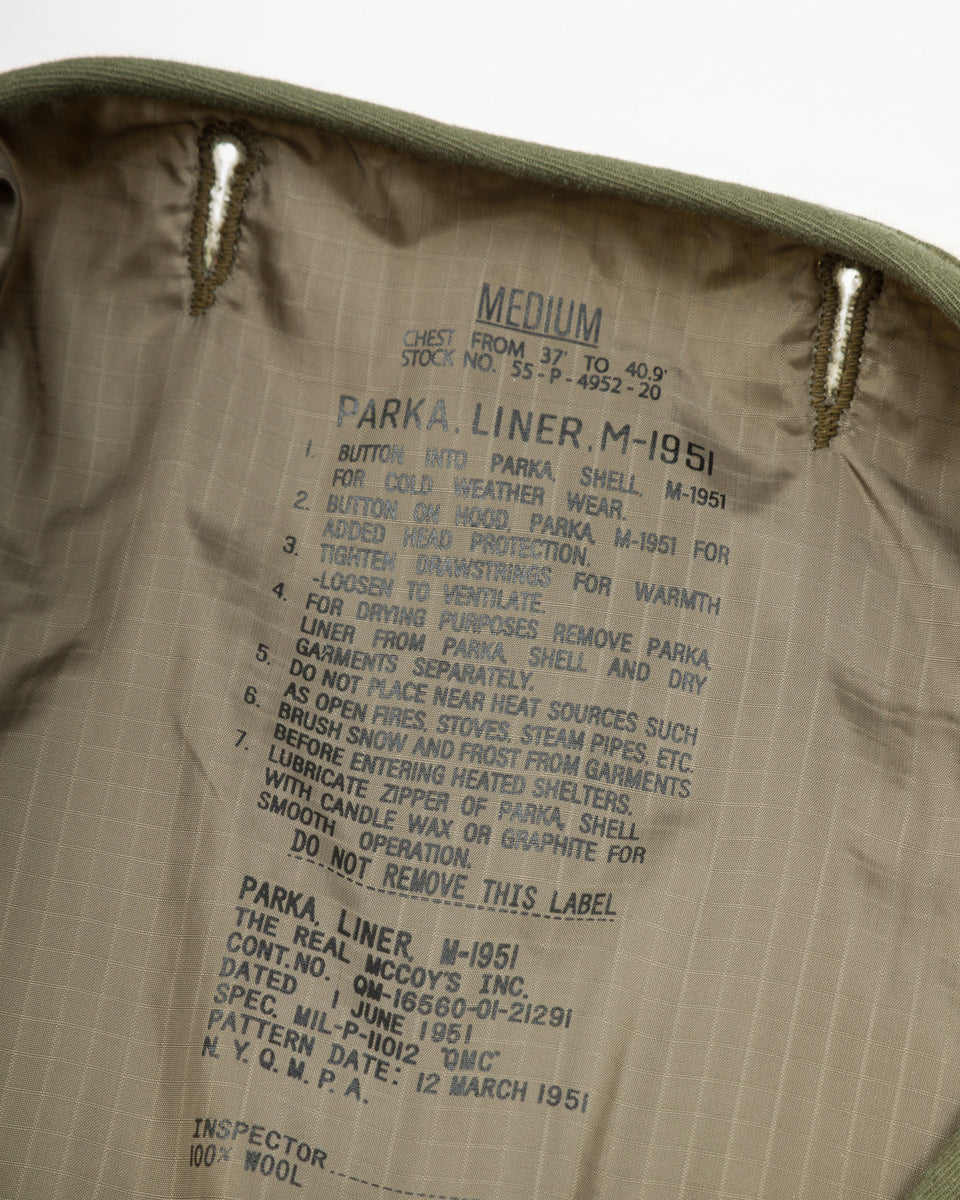 MEDIUM
CHEST FROM 37" TO 40.9"
STOCK NO. 55-P-4952-20
PARKA, LINER, M-1951
1. BUTTON INTO PARKA, SHELL, M-1951
FOR COLD WEATHER WEAR.
2. BUTTON ON HOOD, PARKA, M-1951 FOR
ADDED HEAD PROTECTION.
3. TIGHTEN DRAWSTRINGS FOR WARMTH
-LOOSEN TO VENTILATE.
4. FOR DRYING PURPOSES REMOVE PARKA,
LINER FROM PARKA, SHELL AND DRY
GARMENTS SEPARATELY.
5. DO NOT PLACE NEAR HEAT SOURCES SUCH
AS OPEN FIRES, STOVES, STEAM PIPES, ETC.
6. BRUSH SNOW AND FROST FROM GARMENTS
BEFORE ENTERING HEATED SHELTERS.
7. LUBRICATE ZIPPER OF PARKA, SHELL
WITH CANDLE WAX OR GRAPHITE FOR
SMOOTH OPERATION.
DO NOT REMOVE THIS LABEL
PARKA, LINER, M-1951
THE REAL McCOY'S INC.
CONT. NO. QM-16560-OI-21291
DATED 1 JUNE 1951
SPEC. MIL-P-11012 "QMC"
PATTERN DATE: 12 MARCH 1951
N. Y. Q. M. P. A.
INSPECTOR
100% WOOL